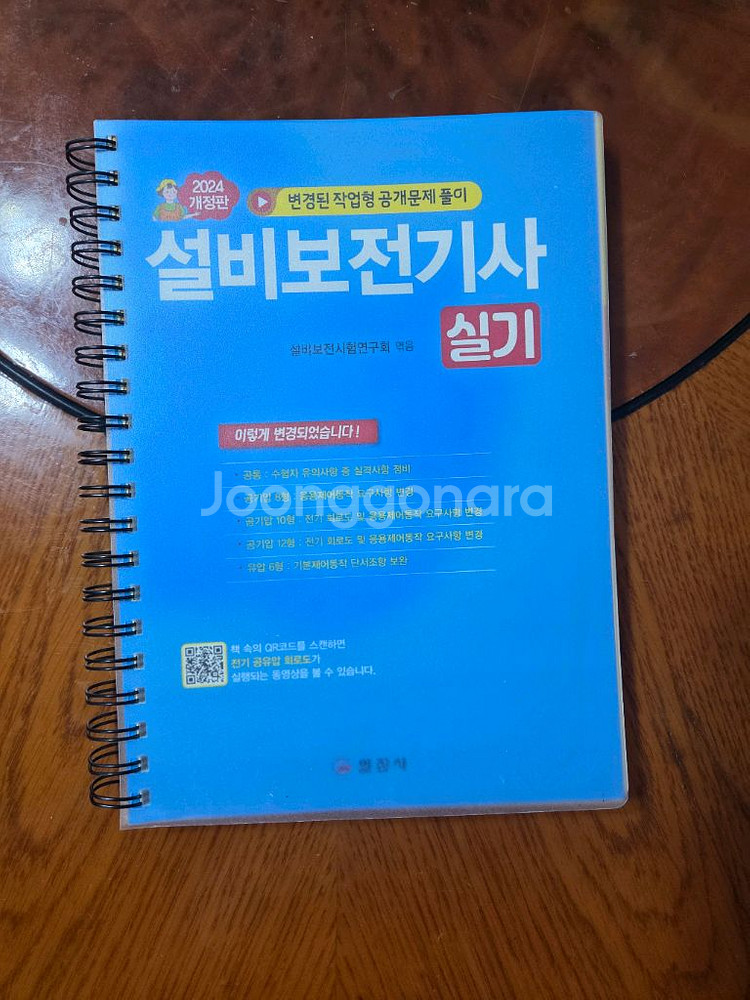 2024
개정판
변경된 작업형 공개문제 풀이
설비보전기사
실기
설비보전시험연구회 엮음
이렇게 변경되었습니다!
· 공통 : 수험자 유의사항 중 실격사항 정비
· 공기압 8형 : 응용제어동작 요구사항 변경
Joonggonara
· 공기압 10형 : 전기 회로도 및 응용제어동작 요구사항 변경
· 공기압 12형 : 전기 회로도 및 응용제어동작 요구사항 변경
· 유압 6형 : 기본제어동작 단서조항 보완
책 속의 QR코드를 스캔하면
전기 공유압 회로도가
실행되는 동영상을 볼 수 있습니다.
일진사